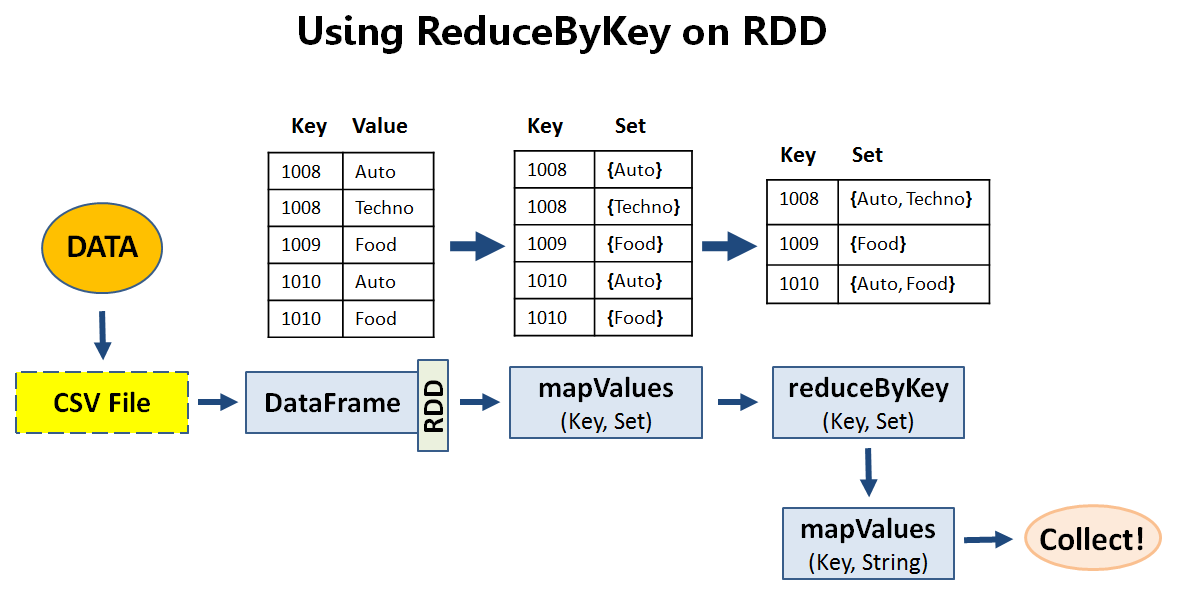 Using ReduceByKey on RDD
Key Value
1008 Auto
1008 Techno
1009 Food
1010 Auto
1010 Food
Key Set
1008 {Auto}
1008 {Techno}
1009 {Food}
1010 {Auto}
1010 {Food}
Key Set
1008 {Auto, Techno}
1009 {Food}
1010 {Auto, Food}
DATA
CSV File
DataFrame
RDD
mapValues
(Key, Set)
reduceByKey
(Key, Set)
mapValues
(Key, String)
Collect!